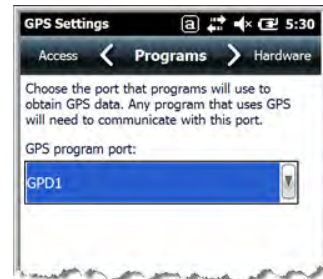 GPS Settings a 5:30
Access Programs Hardware
Choose the port that programs will use to
obtain GPS data. Any program that uses GPS
will need to communicate with this port.
GPS program port:
GPD1